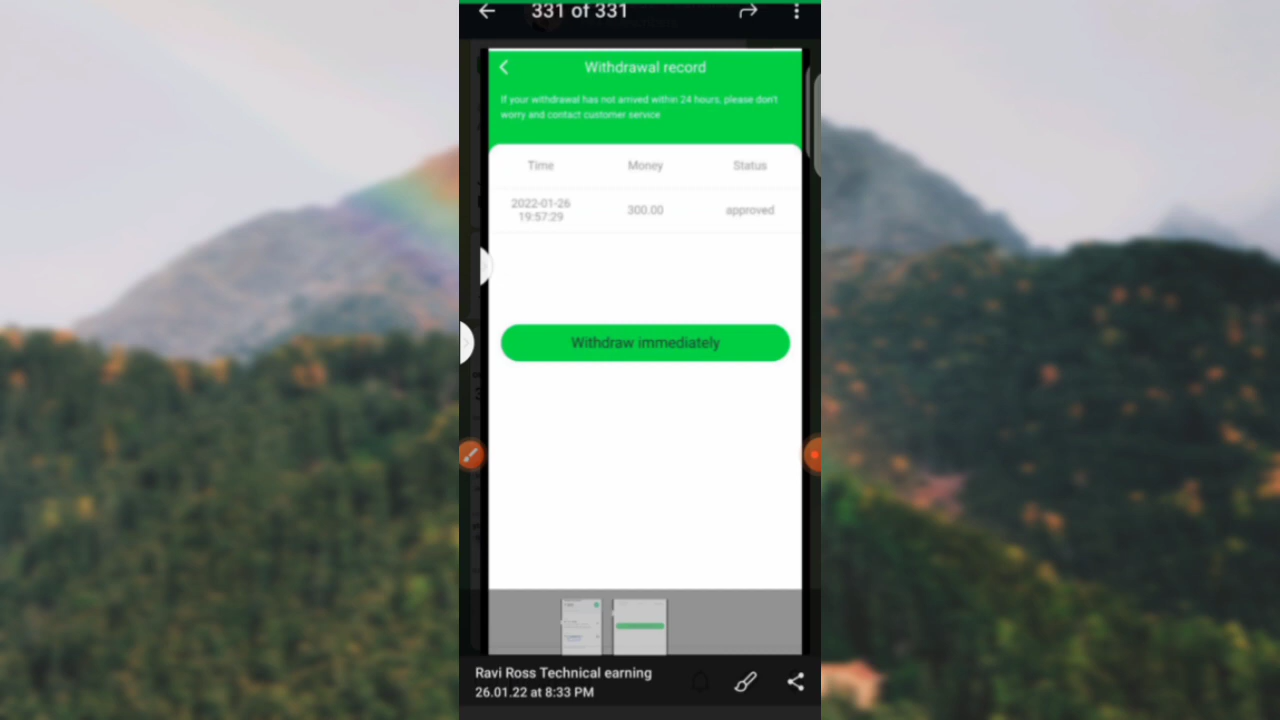 331 of 331
Withdrawal record
If your withdrawal has not arrived within 24 hours, please don't
worry and contact customer service
Time Money Status
2022-01-26
19:57:29 300.00 approved
Withdraw immediately
Ravi Ross Technical earning
26.01.22 at 8:33 PM